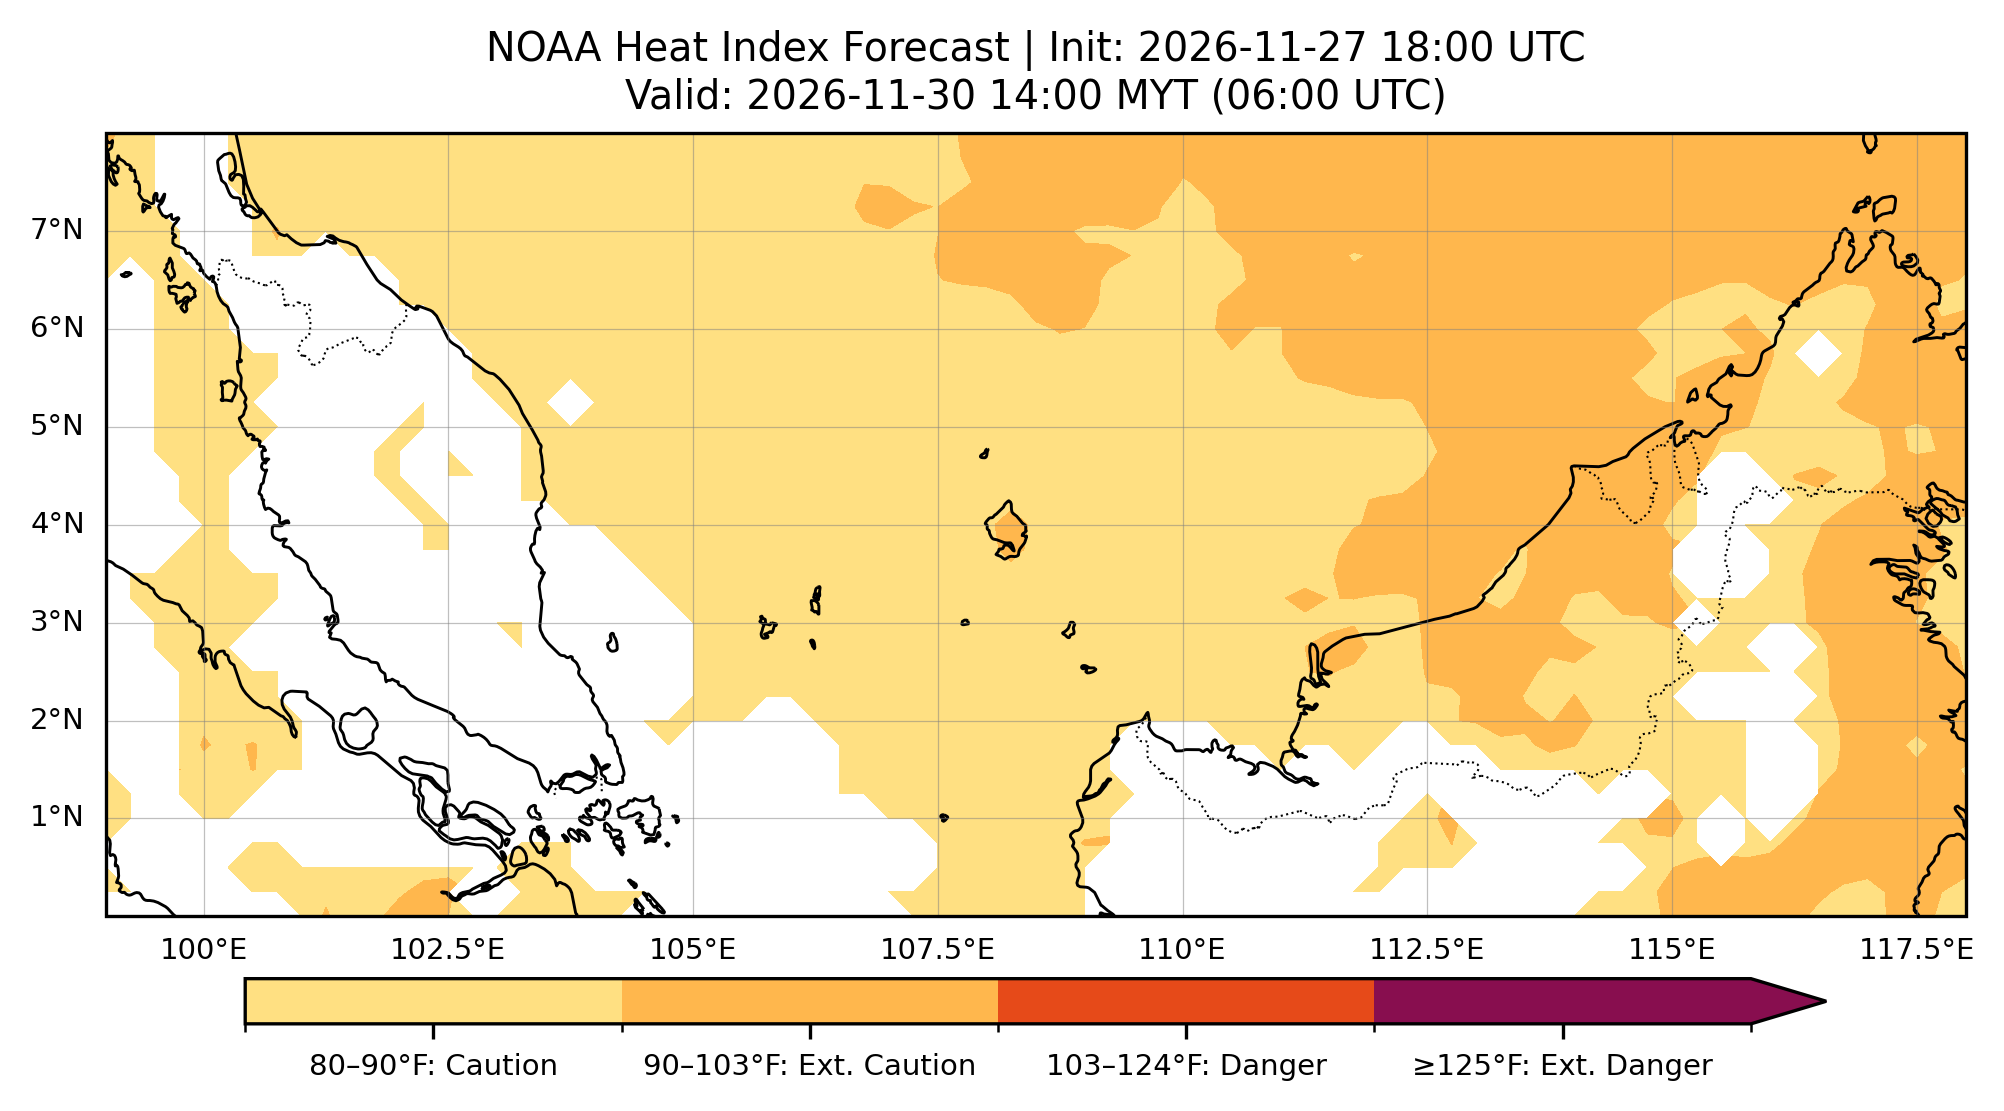 NOAA Heat Index Forecast | Init: 2026-11-27 18:00 UTC
Valid: 2026-11-30 14:00 MYT (06:00 UTC)
7°N
6°N
5°N
4°N
3°N
2°N
1°N
100°E
102.5°E
105°E
107.5°E
110°E
112.5°E
115°E
117.5°E
80–90°F: Caution
90–103°F: Ext. Caution
103–124°F: Danger
≥125°F: Ext. Danger